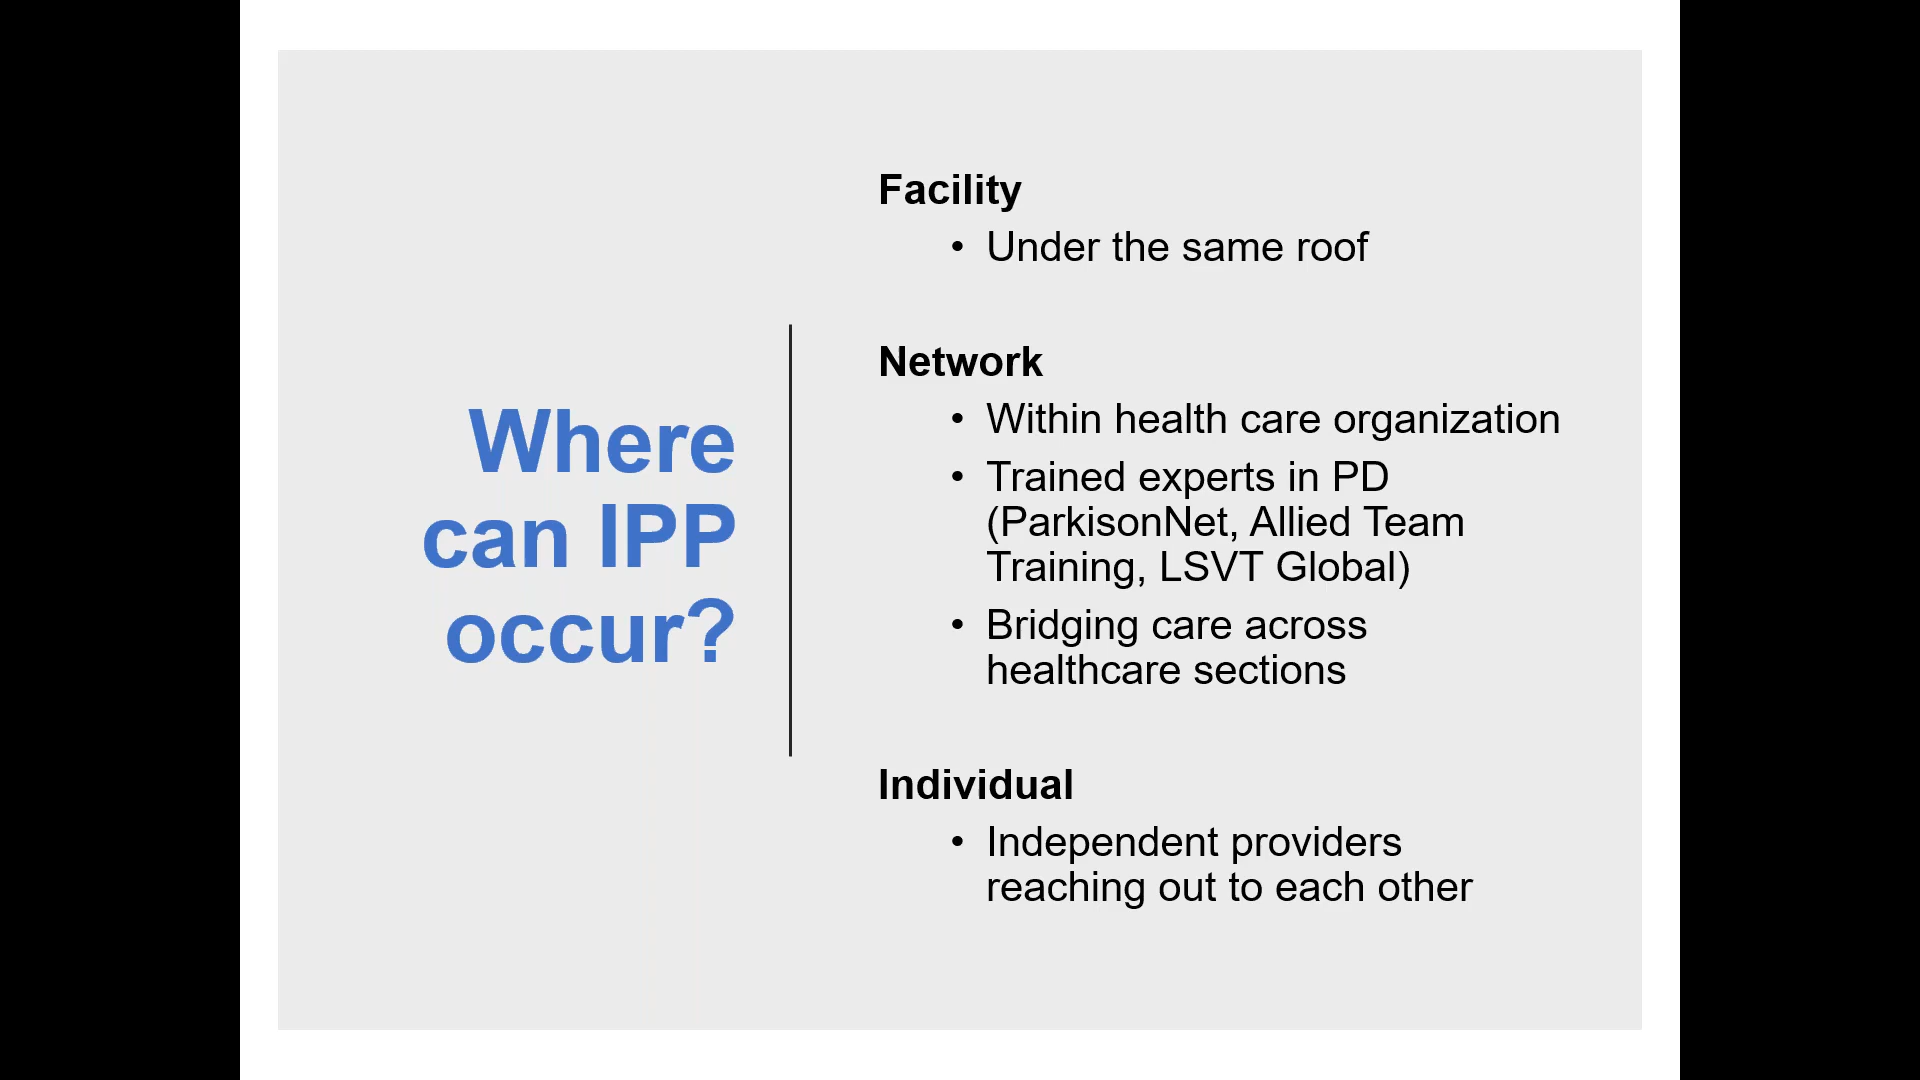 Where
can IPP
occur?
Facility
• Under the same roof
Network
• Within health care organization
• Trained experts in PD
(ParkisonNet, Allied Team
Training, LSVT Global)
• Bridging care across
healthcare sections
Individual
• Independent providers
reaching out to each other